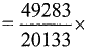 = 49283
20133 ×